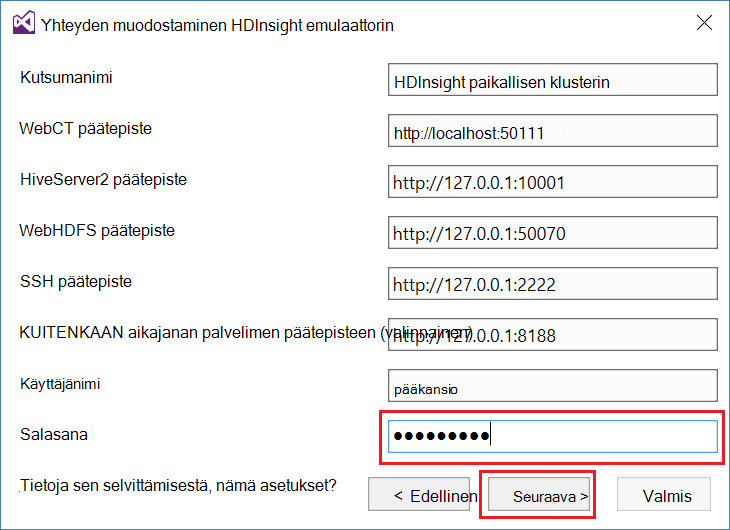 Yhteyden muodostaminen HDInsight emulaattorin
Kutsumanimi HDInsight paikallisen klusterin
WebCT päätepiste http://localhost:50111
HiveServer2 päätepiste http://127.0.0.1:10001
WebHDFS päätepiste http://127.0.0.1:50070
SSH päätepiste http://127.0.0.1:2222
KUITENKAAN aikajanan palvelimen päätepisteen (valinnainen) http://127.0.0.1:8188
Käyttäjänimi pääkansio
Salasana ●●●●●●●●●
Tietoja sen selvittämisestä, nämä asetukset? < Edellinen Seuraava > Valmis